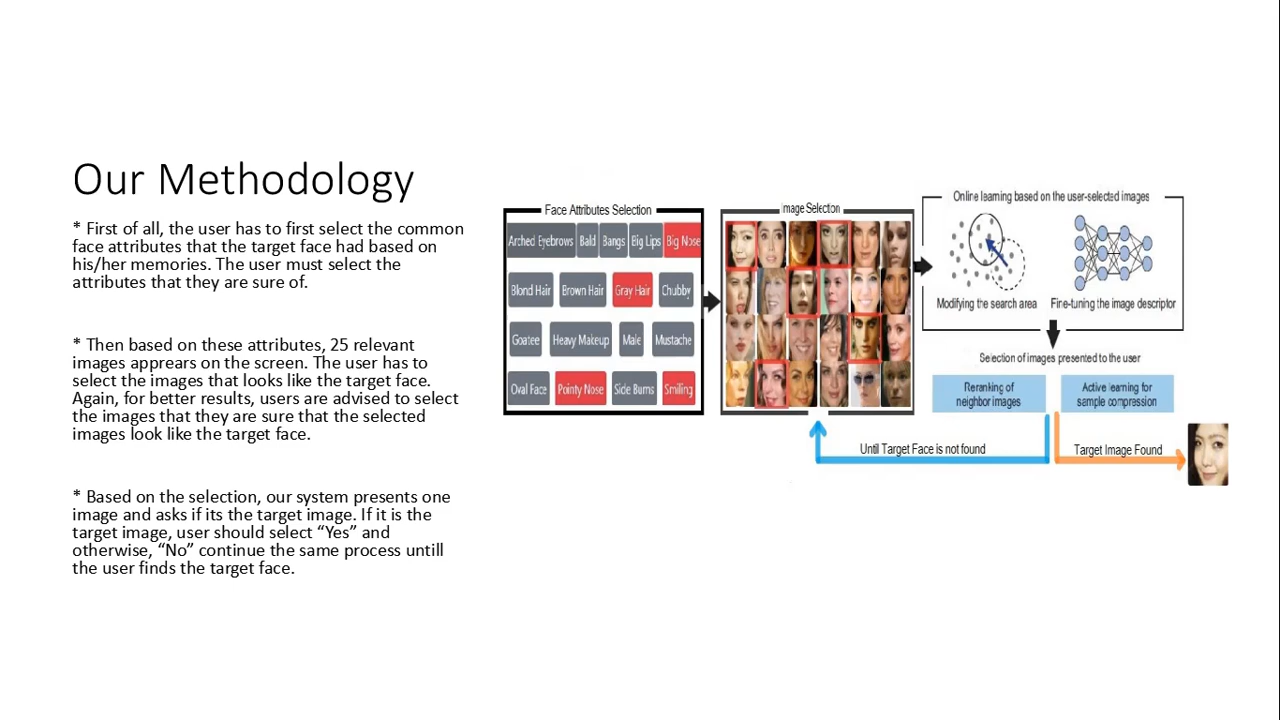 Our Methodology
* First of all, the user has to first select the common
face attributes that the target face had based on
his/her memories. The user must select the
attributes that they are sure of.
* Then based on these attributes, 25 relevant
images apprears on the screen. The user has to
select the images that looks like the target face.
Again, for better results, users are advised to select
the images that they are sure that the selected
images look like the target face.
* Based on the selection, our system presents one
image and asks if its the target image. If it is the
target image, user should select “Yes” and
otherwise, “No” continue the same process untill
the user finds the target face.
Face Attributes Selection
Arched Eyebrows Bald Bangs Big Lips Big Nose
Blond Hair Brown Hair Gray Hair Chubby
Goatee Heavy Makeup Male Mustache
Oval Face Pointy Nose Side Burns Smiling
Image Selection
Online learning based on the user-selected images
Modifying the search area Fine-tuning the image descriptor
Selection of images presented to the user
Reranking of
neighbor images
Active learning for
sample compression
Until Target Face is not found
Target Image Found